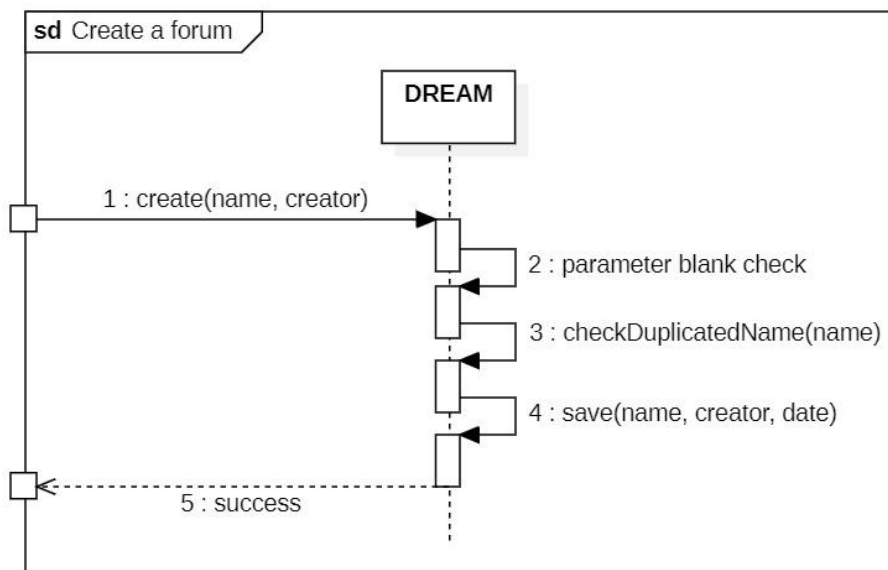 sd Create a forum
DREAM
1 : create(name, creator)
2 : parameter blank check
3 : checkDuplicatedName(name)
4 : save(name, creator, date)
5 : success